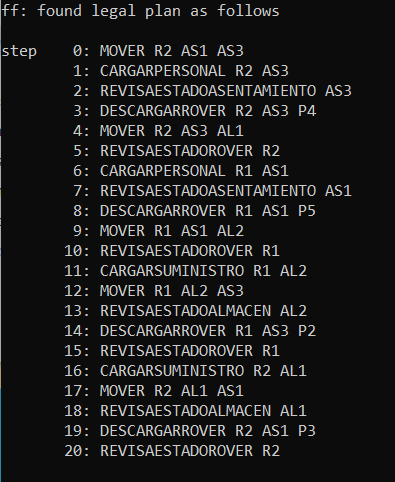 ff: found legal plan as follows
step 0: MOVER R2 AS1 AS3
1: CARGARPERSONAL R2 AS3
2: REVISAESTADOASENTAMIENTO AS3
3: DESCARGARROVER R2 AS3 P4
4: MOVER R2 AS3 AL1
5: REVISAESTADOROVER R2
6: CARGARPERSONAL R1 AS1
7: REVISAESTADOASENTAMIENTO AS1
8: DESCARGARROVER R1 AS1 P5
9: MOVER R1 AS1 AL2
10: REVISAESTADOROVER R1
11: CARGARSUMINISTRO R1 AL2
12: MOVER R1 AL2 AS3
13: REVISAESTADOALMACEN AL2
14: DESCARGARROVER R1 AS3 P2
15: REVISAESTADOROVER R1
16: CARGARSUMINISTRO R2 AL1
17: MOVER R2 AL1 AS1
18: REVISAESTADOALMACEN AL1
19: DESCARGARROVER R2 AS1 P3
20: REVISAESTADOROVER R2